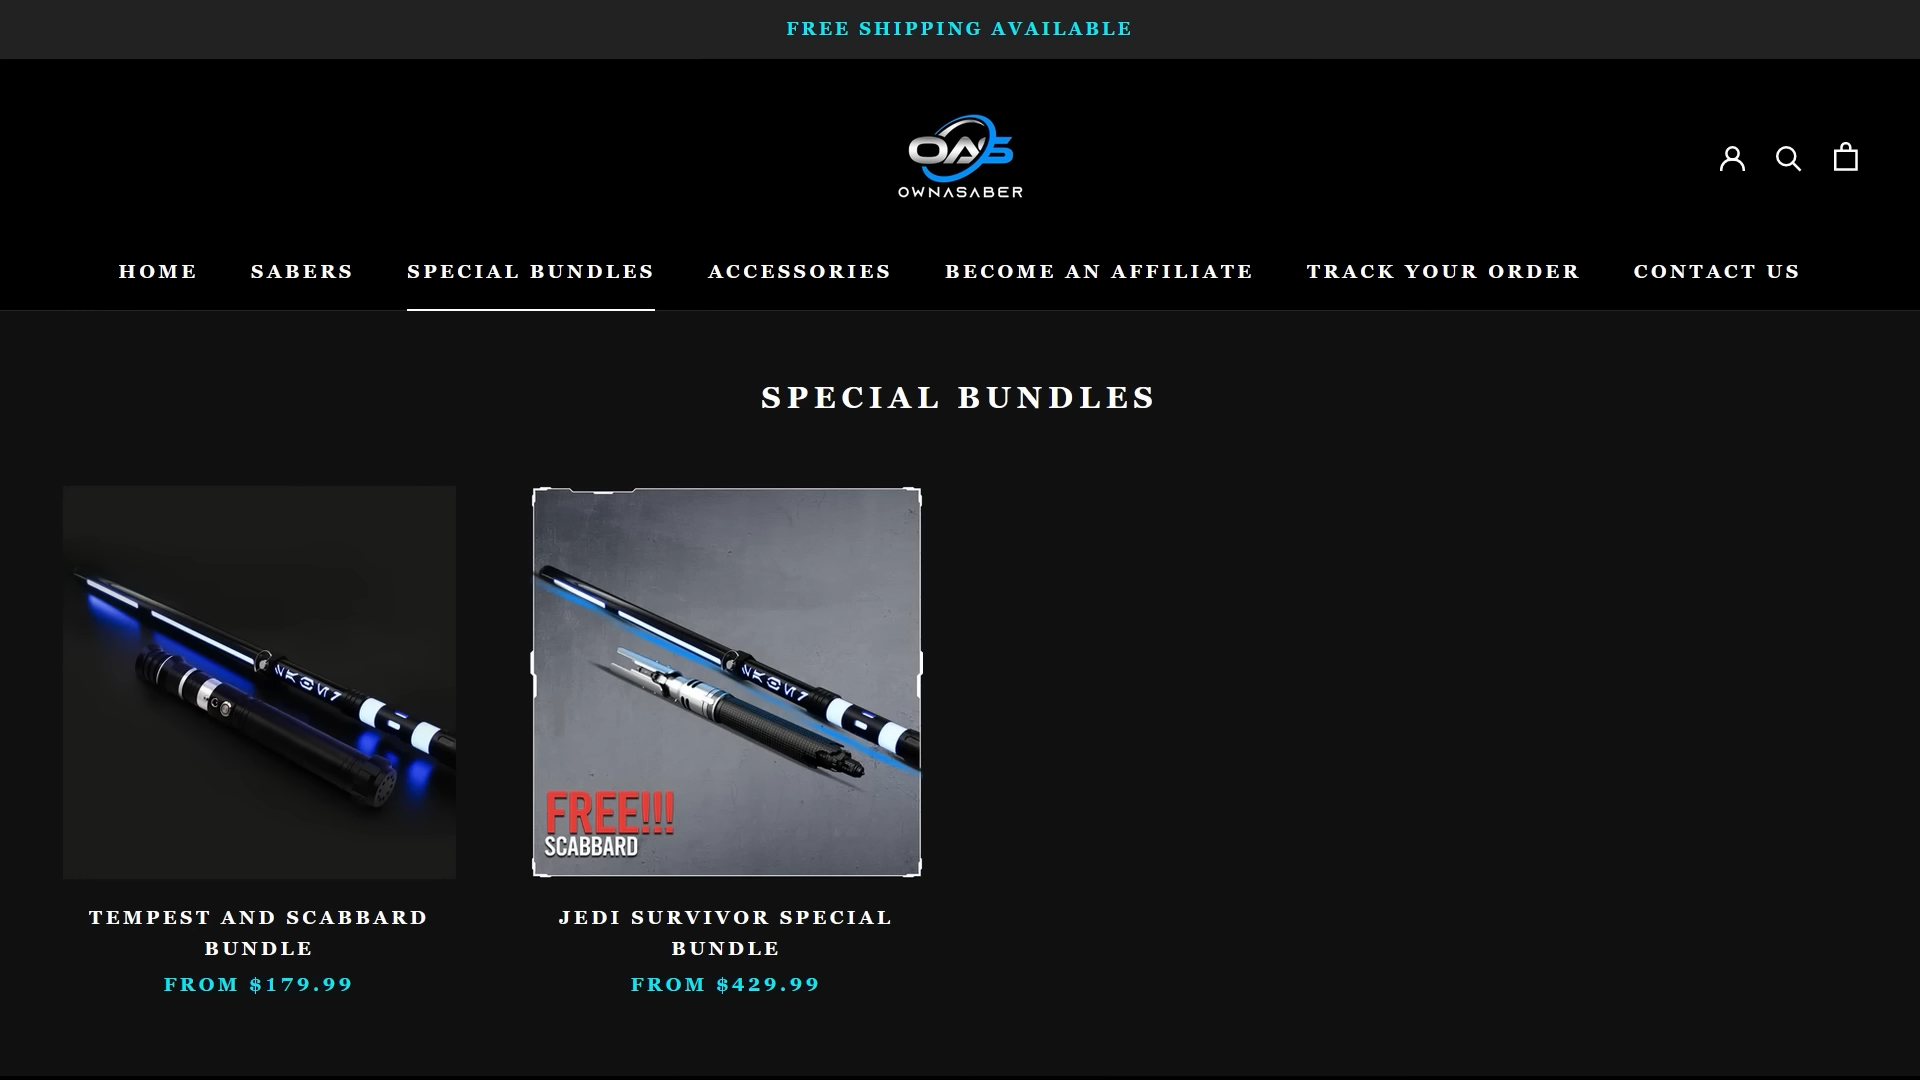 FREE SHIPPING AVAILABLE
OAS
OWNASABER
HOME SABERS SPECIAL BUNDLES ACCESSORIES BECOME AN AFFILIATE TRACK YOUR ORDER CONTACT US
SPECIAL BUNDLES
FREE!!!
SCABBARD
TEMPEST AND SCABBARD
BUNDLE
FROM $179.99
JEDI SURVIVOR SPECIAL
BUNDLE
FROM $429.99